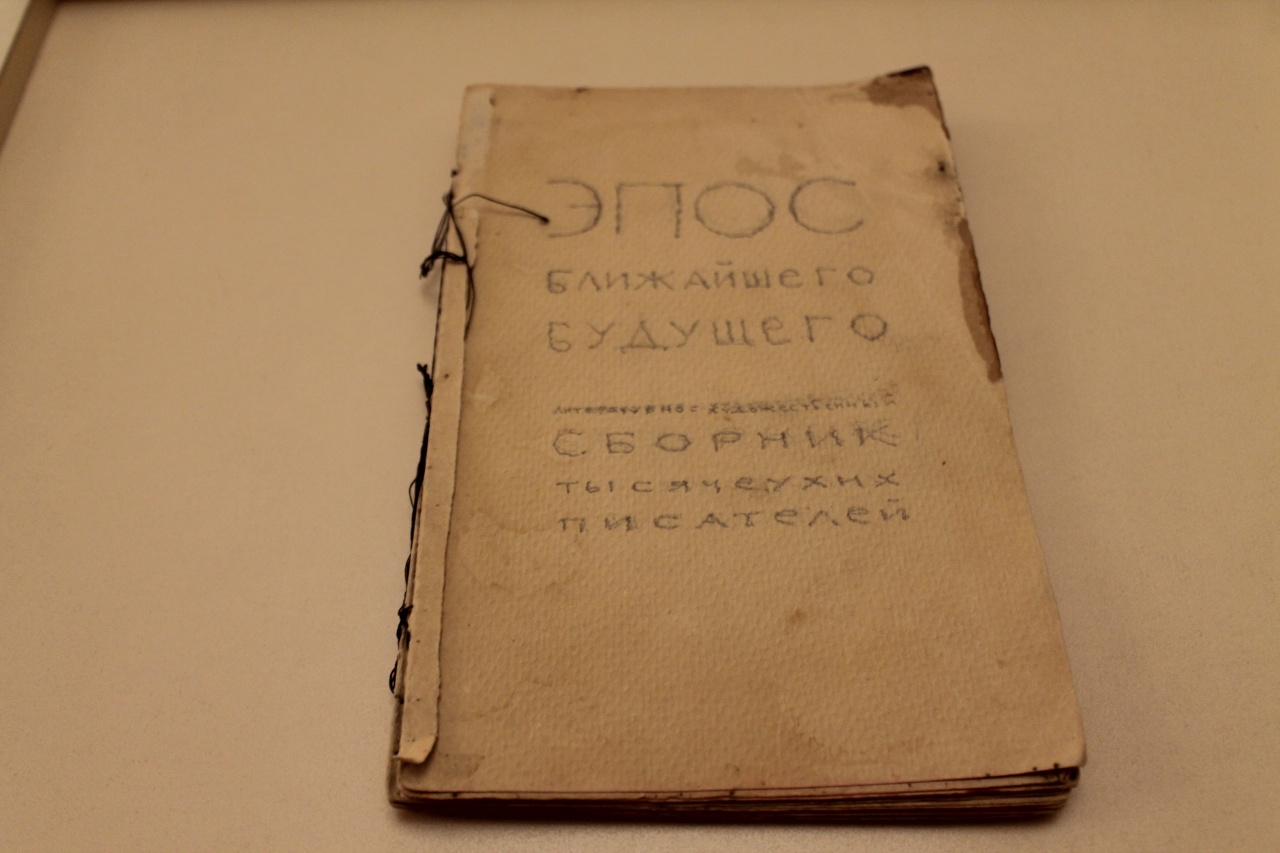 ЭПОС
БЛИЖАЙШеГО
БУДУЩеГО
ЛИТеРАТУРНО ХУДОЖеСТВеННЫЙ
СБОРНИК
ТЫСЯЧеУХИХ
ПИСАТеЛеЙ